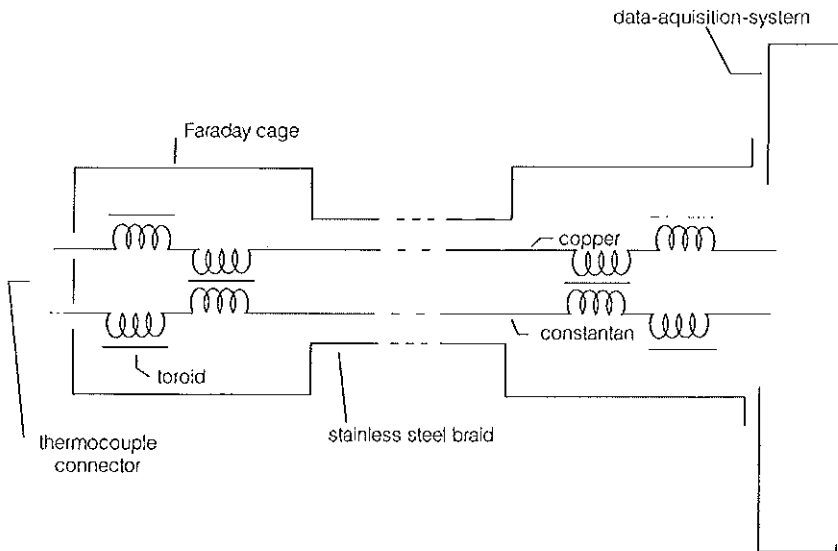 data-aquisition-system
Faraday cage
copper
constantan
toroid
stainless steel braid
thermocouple
connector